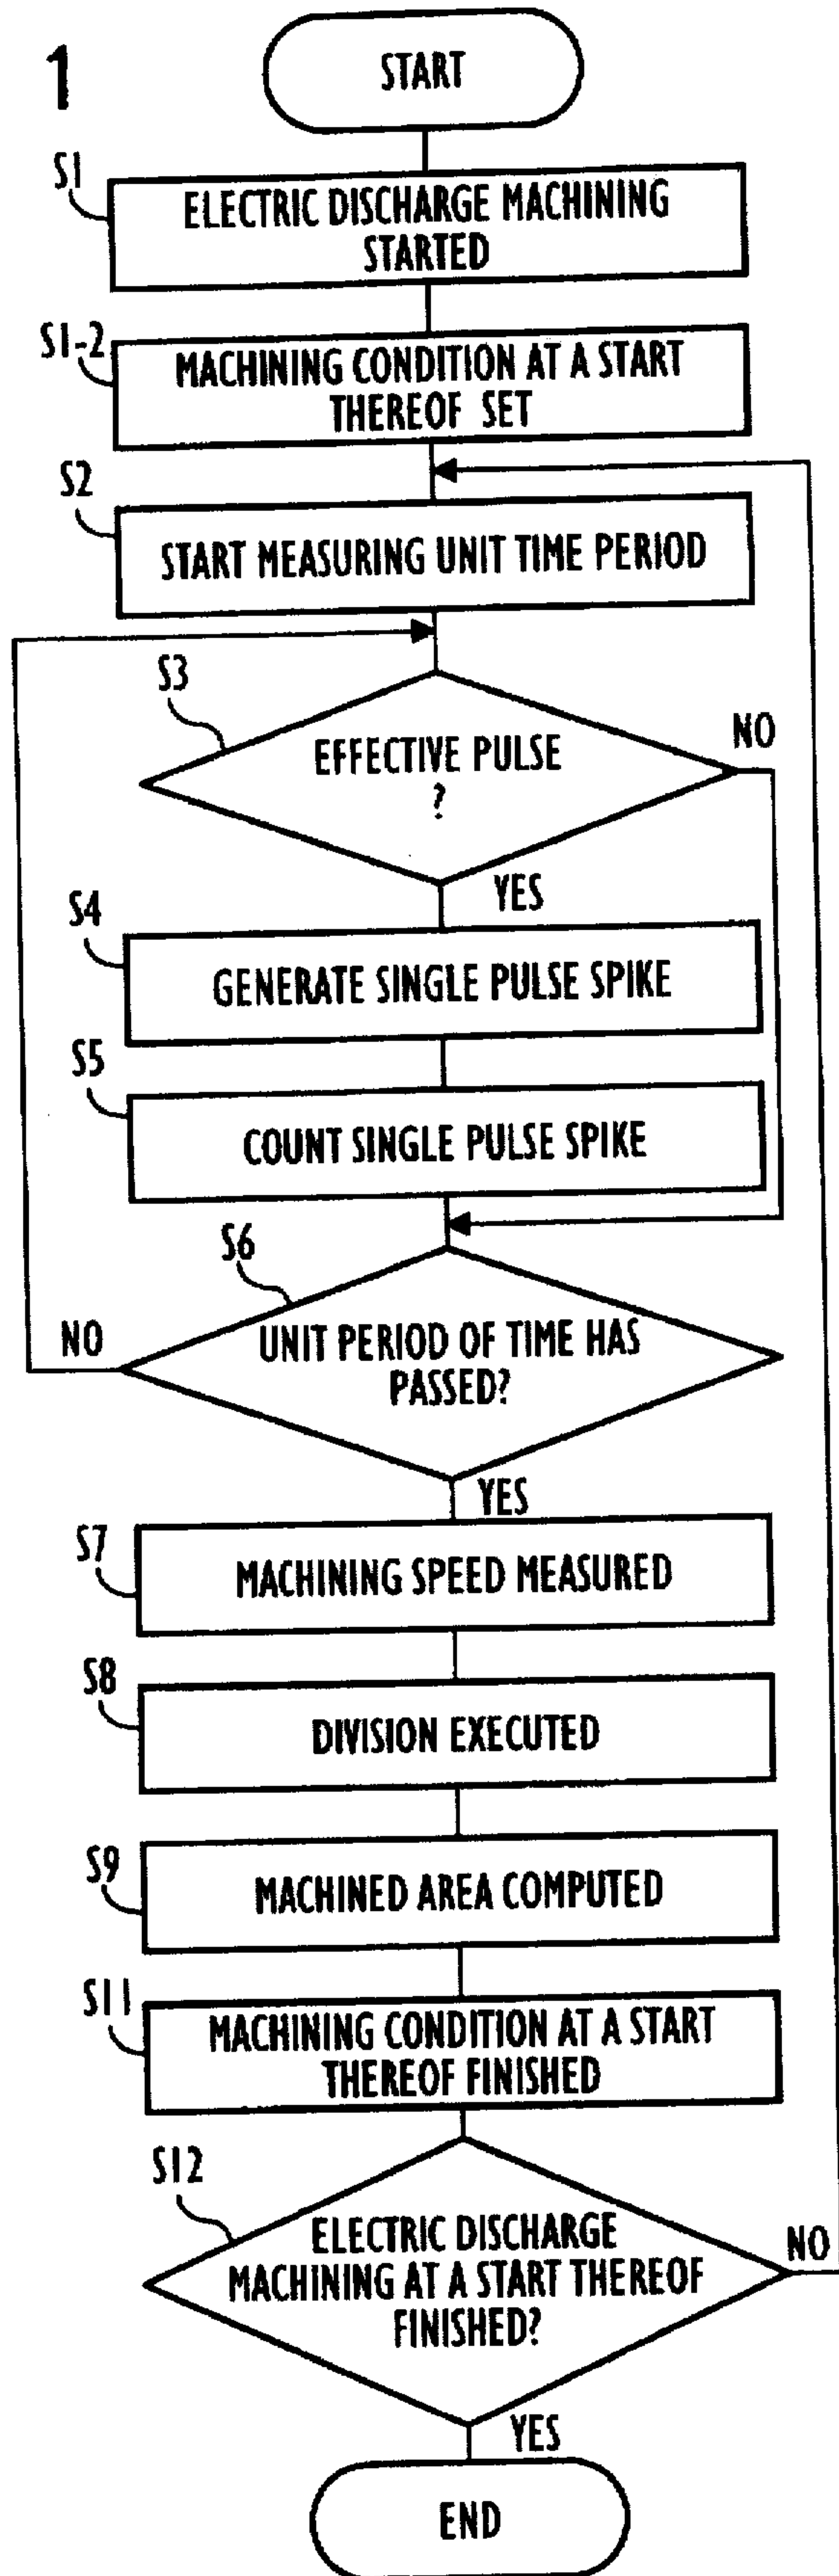 1
START
S1
ELECTRIC DISCHARGE MACHINING
STARTED
S1-2
MACHINING CONDITION AT A START
THEREOF SET
S2
START MEASURING UNIT TIME PERIOD
S3
EFFECTIVE PULSE
?
NO
YES
S4
GENERATE SINGLE PULSE SPIKE
S5
COUNT SINGLE PULSE SPIKE
S6
UNIT PERIOD OF TIME HAS
PASSED?
NO
YES
S7
MACHINING SPEED MEASURED
S8
DIVISION EXECUTED
S9
MACHINED AREA COMPUTED
S11
MACHINING CONDITION AT A START
THEREOF FINISHED
S12
ELECTRIC DISCHARGE
MACHINING AT A START THEREOF
FINISHED?
NO
YES
END